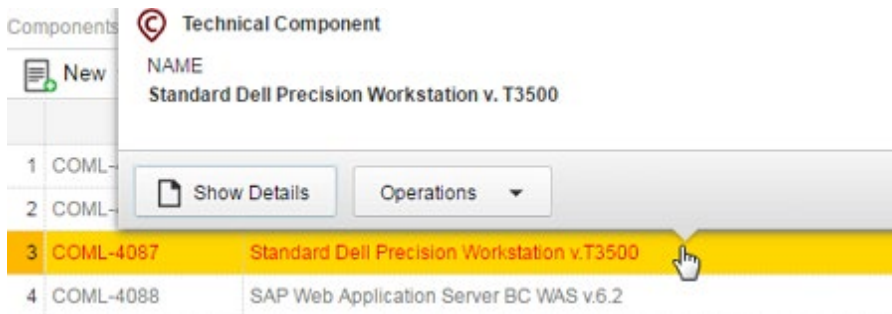 Components
Technical Component
New
NAME
Standard Dell Precision Workstation v. T3500
1 COML-
Show Details Operations
2 COML-
3 COML-4087 Standard Dell Precision Workstation v.T3500
4 COML-4088 SAP Web Application Server BC WAS v.6.2